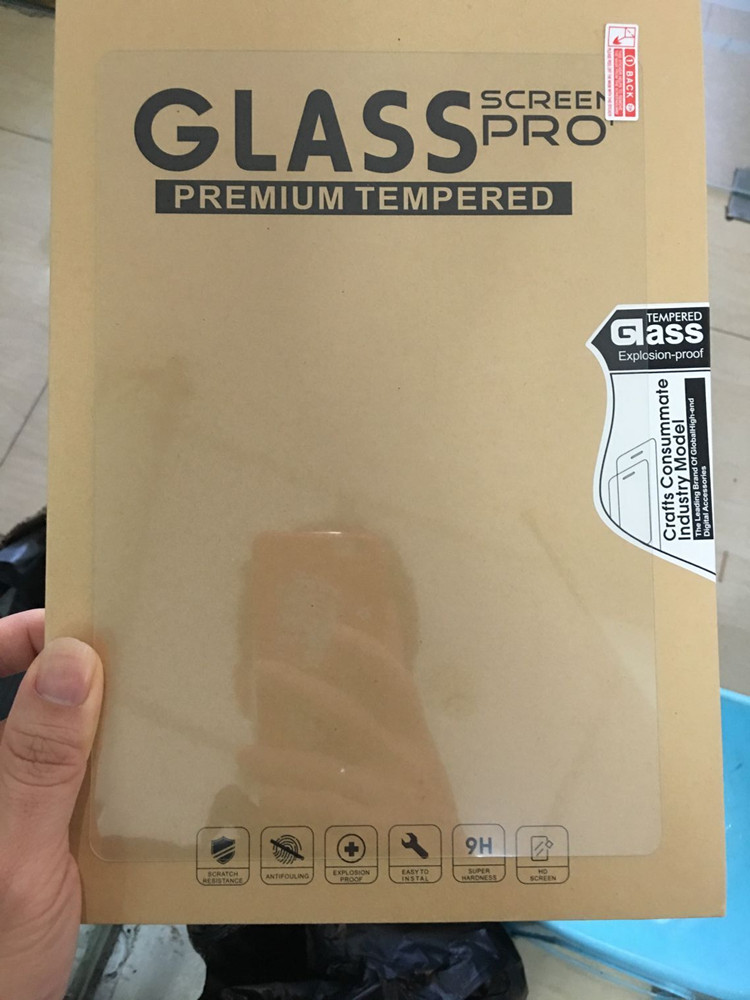 GLASS
SCREEN
PRO+
PREMIUM TEMPERED
BACK
TEMPERED
Glass
Explosion-proof
Crafts Consummate
Industry Model
The Leading Brand Of GlobalHigh-end
Digital Accessories
SCRATCH
RESISTANCE
ANTIFOULING
EXPLOSION
PROOF
EASY TO
INSTAL
9H
SUPER
HARDNESS
HD
SCREEN